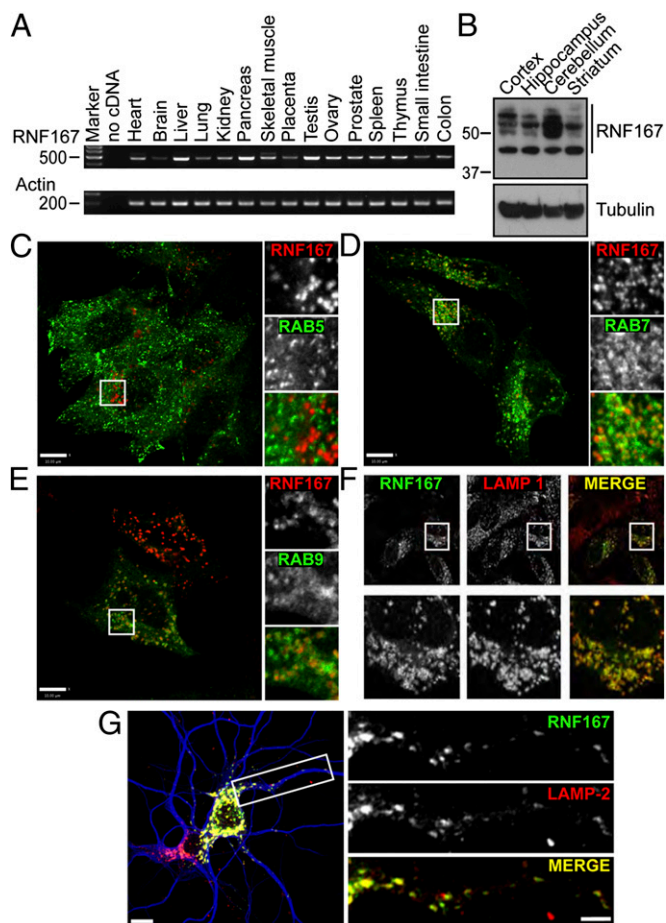 A
B
Marker
no cDNA
Heart
Brain
Liver
Lung
Kidney
Pancreas
Skeletal muscle
Placenta
Testis
Ovary
Prostate
Spleen
Thymus
Small intestine
Colon
RNF167
500
Actin
200
Cortex
Hippocampus
Cerebellum
Striatum
50
37
RNF167
Tubulin
C
RNF167
RAB5
D
RNF167
RAB7
E
RNF167
RAB9
F
RNF167
LAMP 1
MERGE
G
RNF167
LAMP-2
MERGE